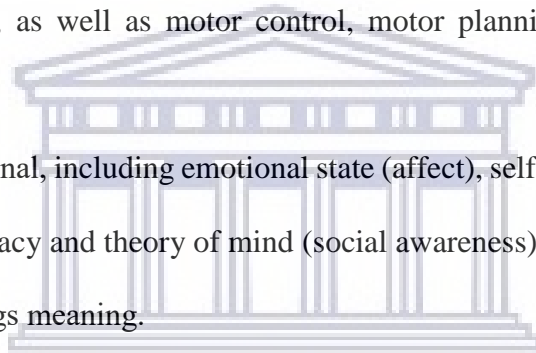 as well as motor control, motor planni
nal, including emotional state (affect), self
acy and theory of mind (social awareness)
gs meaning.